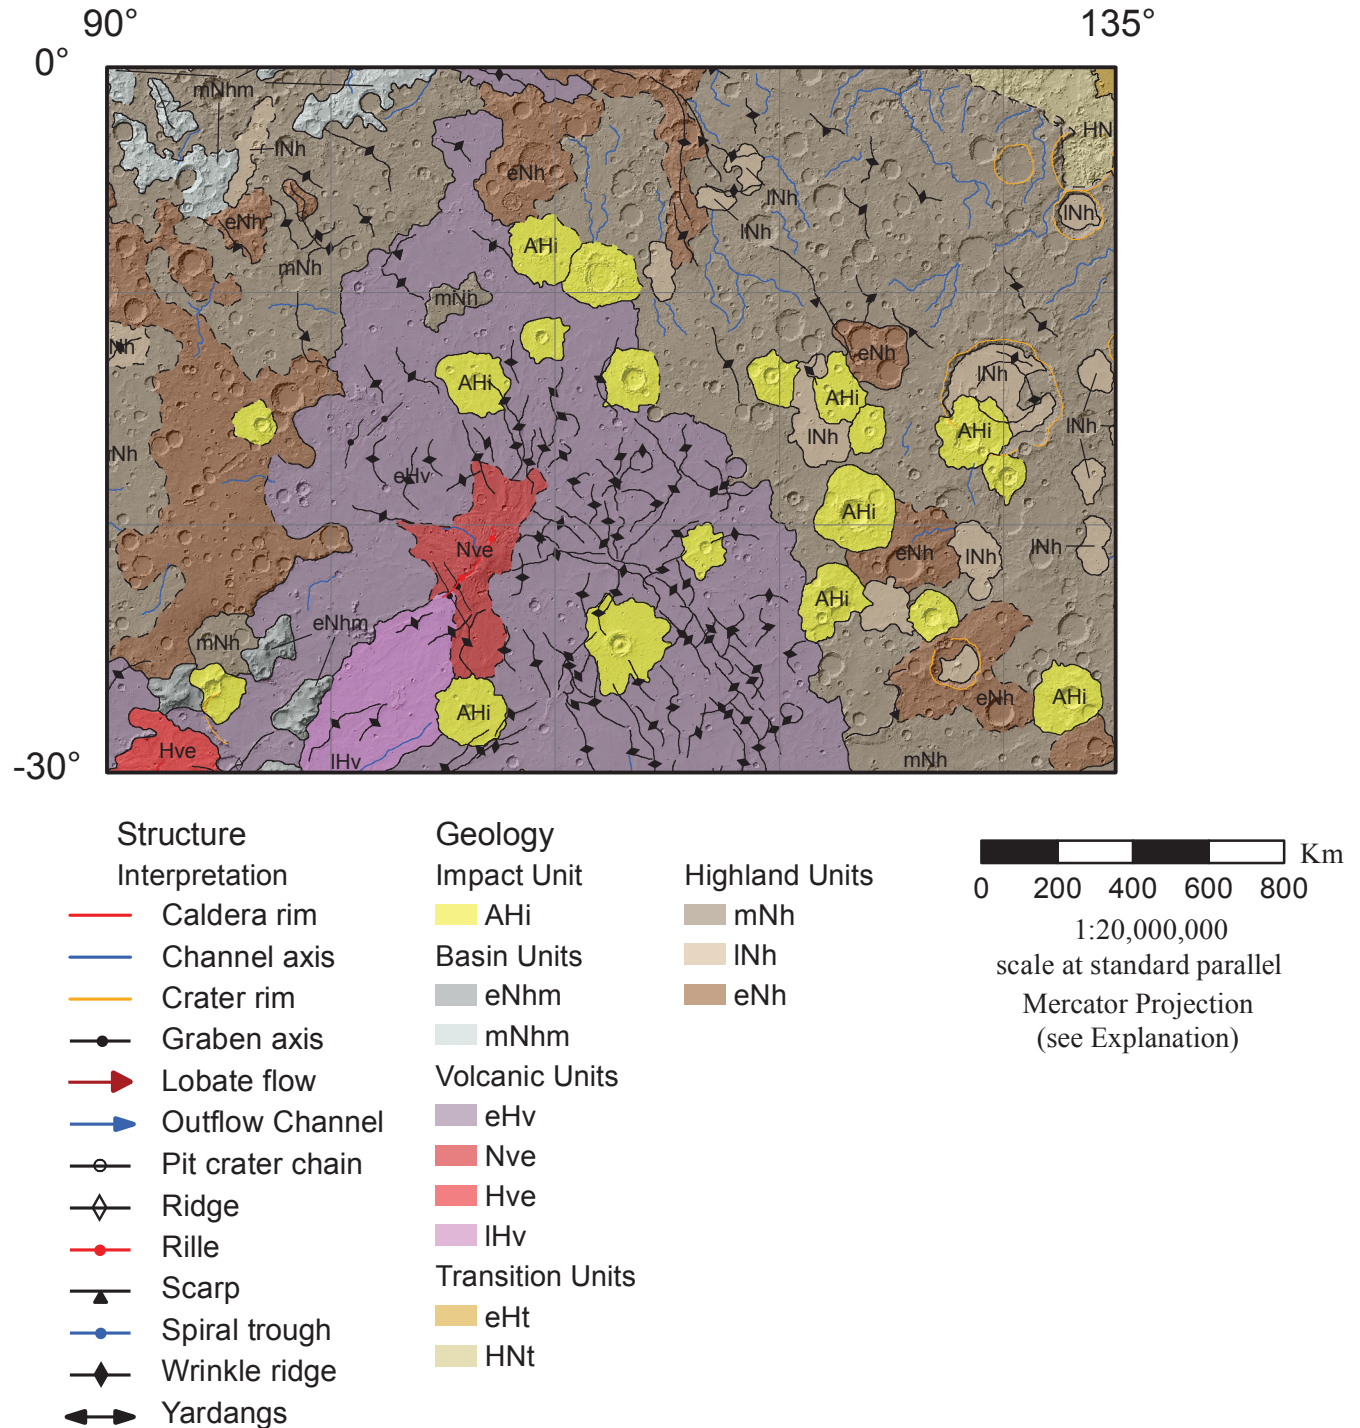 90°
135°
0°
mNhm
HN
lNh
eNh
lNh
lNh
eNh
lNh
AHi
mNh
mNh
Nh
eNh
AHi
lNh
AHi
AHi
lNh
lNh
Nh
eHv
AHi
Nve
eNh
lNh
lNh
AHi
eNhm
mNh
eNh
AHi
AHi
Hve
lHv
mNh
-30°
Structure
Interpretation
Caldera rim
Channel axis
Crater rim
Graben axis
Lobate flow
Outflow Channel
Pit crater chain
Ridge
Rille
Scarp
Spiral trough
Wrinkle ridge
Yardangs
Geology
Impact Unit
AHi
Basin Units
eNhm
mNhm
Volcanic Units
eHv
Nve
Hve
lHv
Transition Units
eHt
HNt
Highland Units
mNh
lNh
eNh
Km
0 200 400 600 800
1:20,000,000
scale at standard parallel
Mercator Projection
(see Explanation)